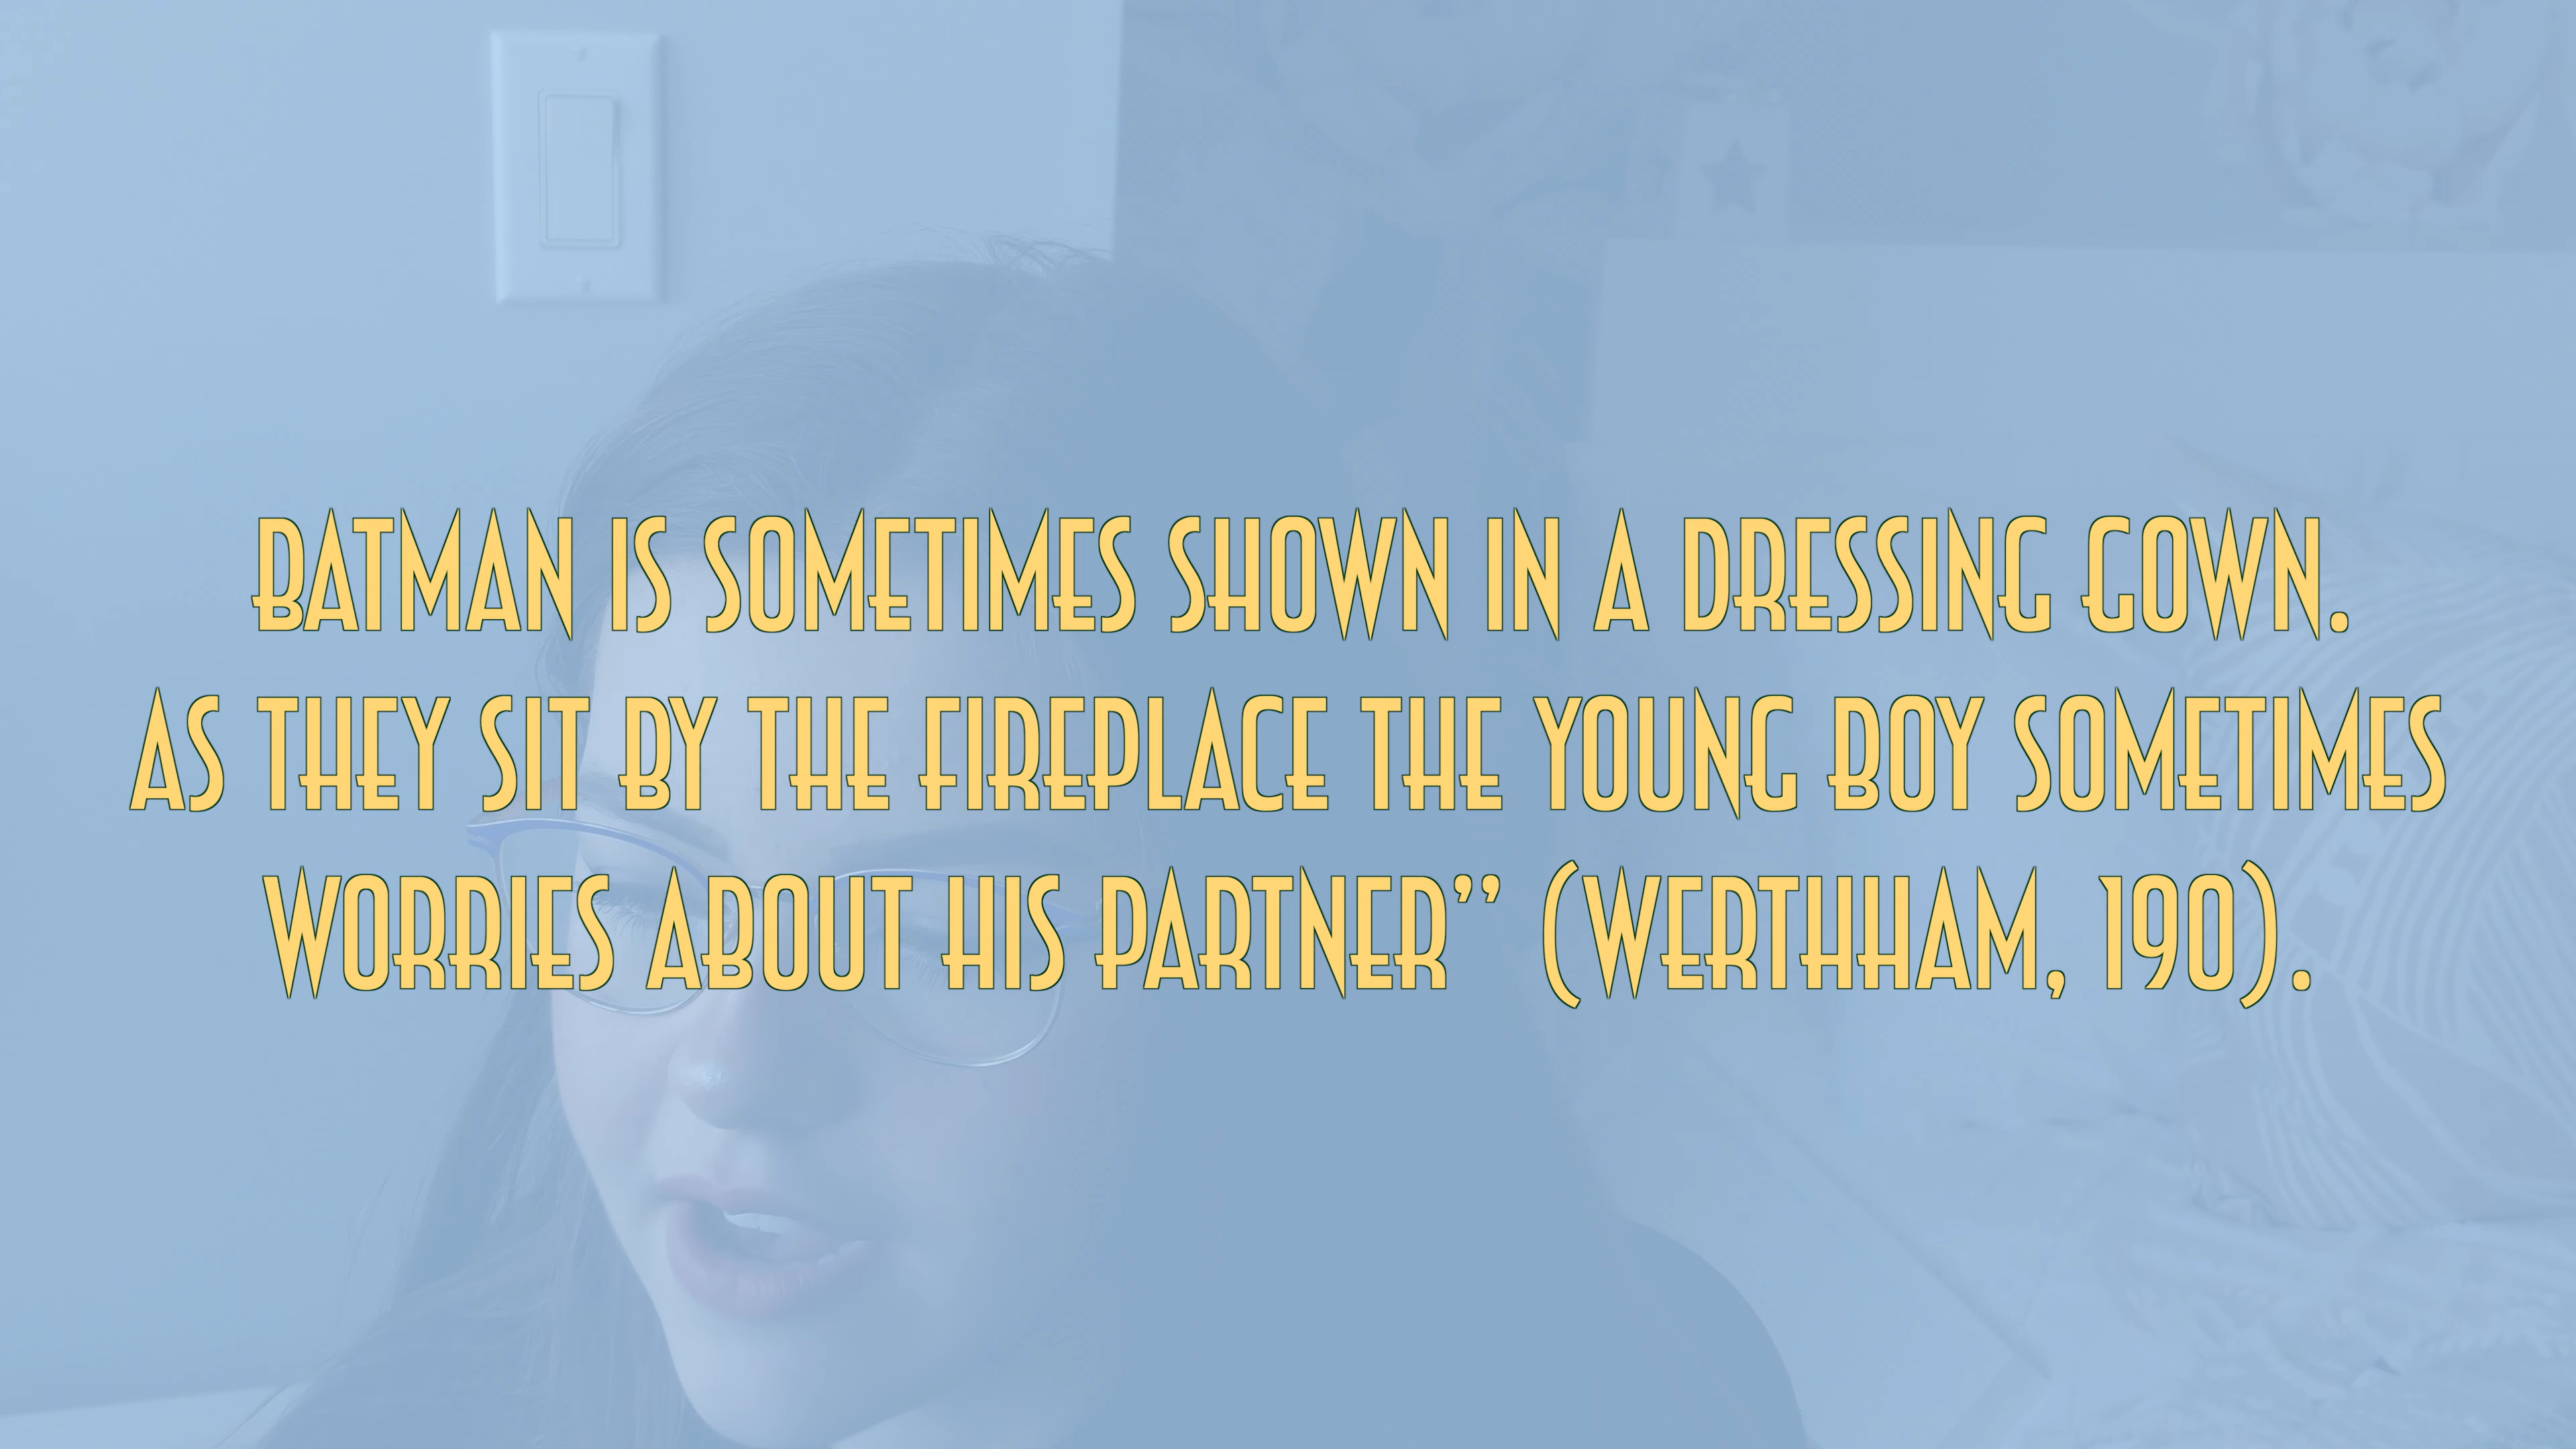 BATMAN IS SOMETIMES SHOWN IN A DRESSING GOWN.
AS THEY SIT BY THE FIREPLACE THE YOUNG BOY SOMETIMES
WORRIES ABOUT HIS PARTNER” (WERTHHAM, 190).